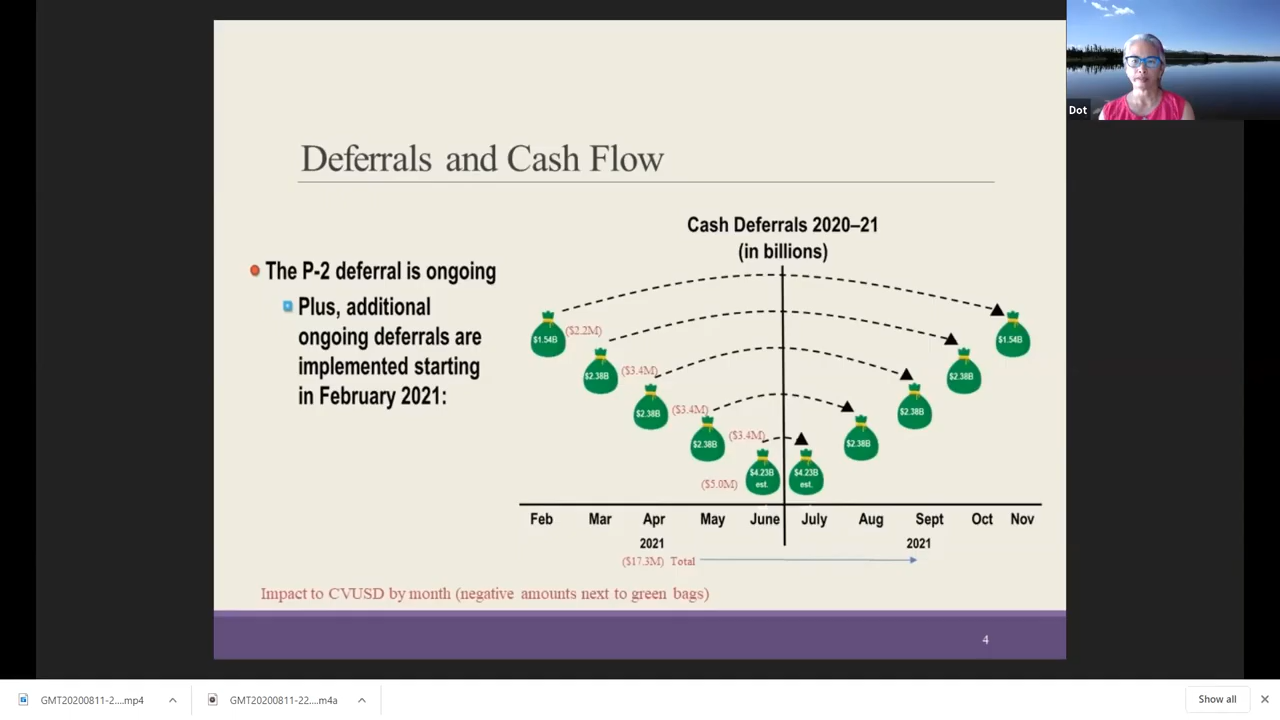 Dot
Deferrals and Cash Flow
Cash Deferrals 2020–21
(in billions)
The P-2 deferral is ongoing
Plus, additional
ongoing deferrals are
implemented starting
in February 2021:
$1.54B
($2.2M)
$1.54B
$2.38B
($3.4M)
$2.38B
$2.38B
($3.4M)
$2.38B
$2.38B
($3.4M)
$2.38B
$4.23B
est.
($5.0M)
$4.23B
est.
Feb Mar Apr May June July Aug Sept Oct Nov
2021 2021
($17.3M) Total
Impact to CVUSD by month (negative amounts next to green bags)
4
GMT20200811-2....mp4
GMT20200811-22....m4a
Show all